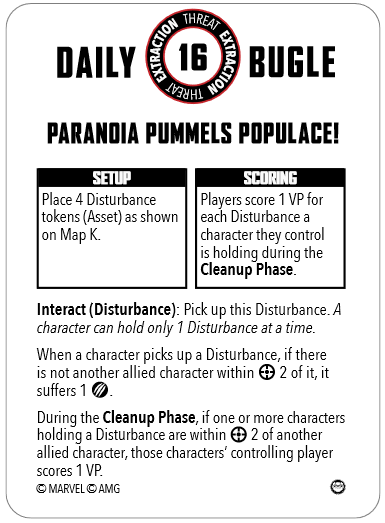 DAILY BUGLE
THREAT EXTRACTION
16
THREAT EXTRACTION
PARANOIA PUMMELS POPULACE!
SETUP
Place 4 Disturbance
tokens (Asset) as shown
on Map K.
SCORING
Players score 1 VP for
each Disturbance a
character they control
is holding during the
Cleanup Phase.
Interact (Disturbance): Pick up this Disturbance. A
character can hold only 1 Disturbance at a time.
When a character picks up a Disturbance, if there
is not another allied character within 2 of it, it
suffers 1 .
During the Cleanup Phase, if one or more characters
holding a Disturbance are within 2 of another
allied character, those characters’ controlling player
scores 1 VP.
© MARVEL © AMG